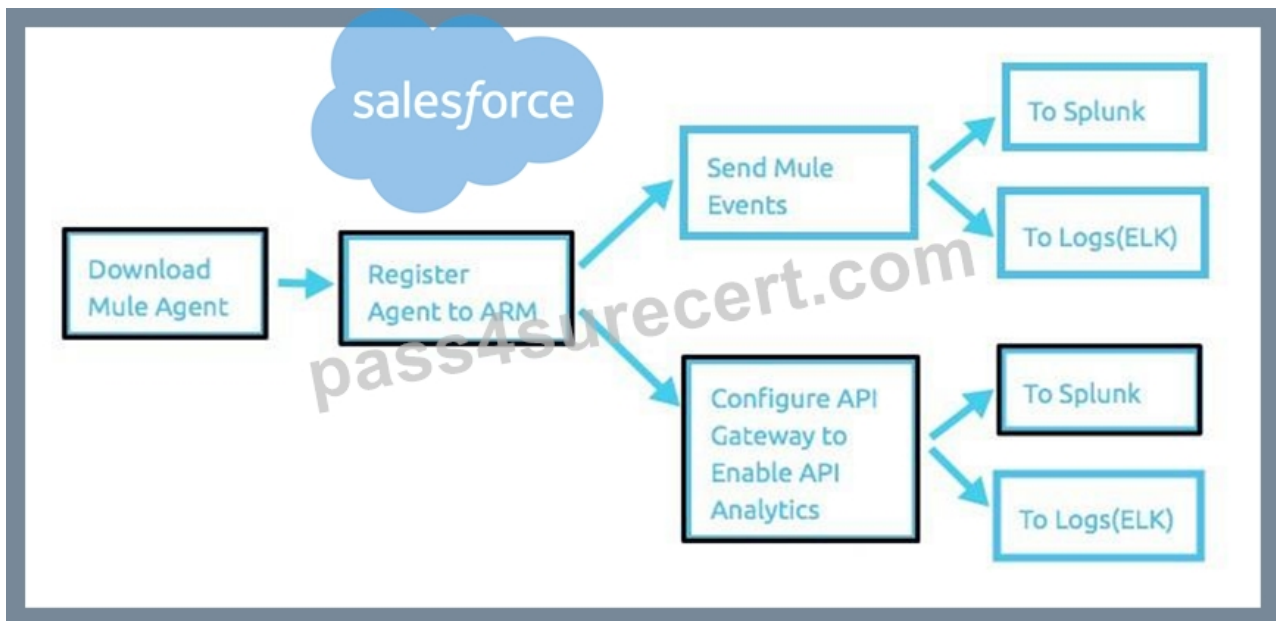 salesforce
Download
Mule Agent
Register
Agent to ARM
Send Mule
Events
To Splunk
To Logs(ELK)
Configure API
Gateway to
Enable API
Analytics
To Splunk
To Logs(ELK)
pass4surecert.com